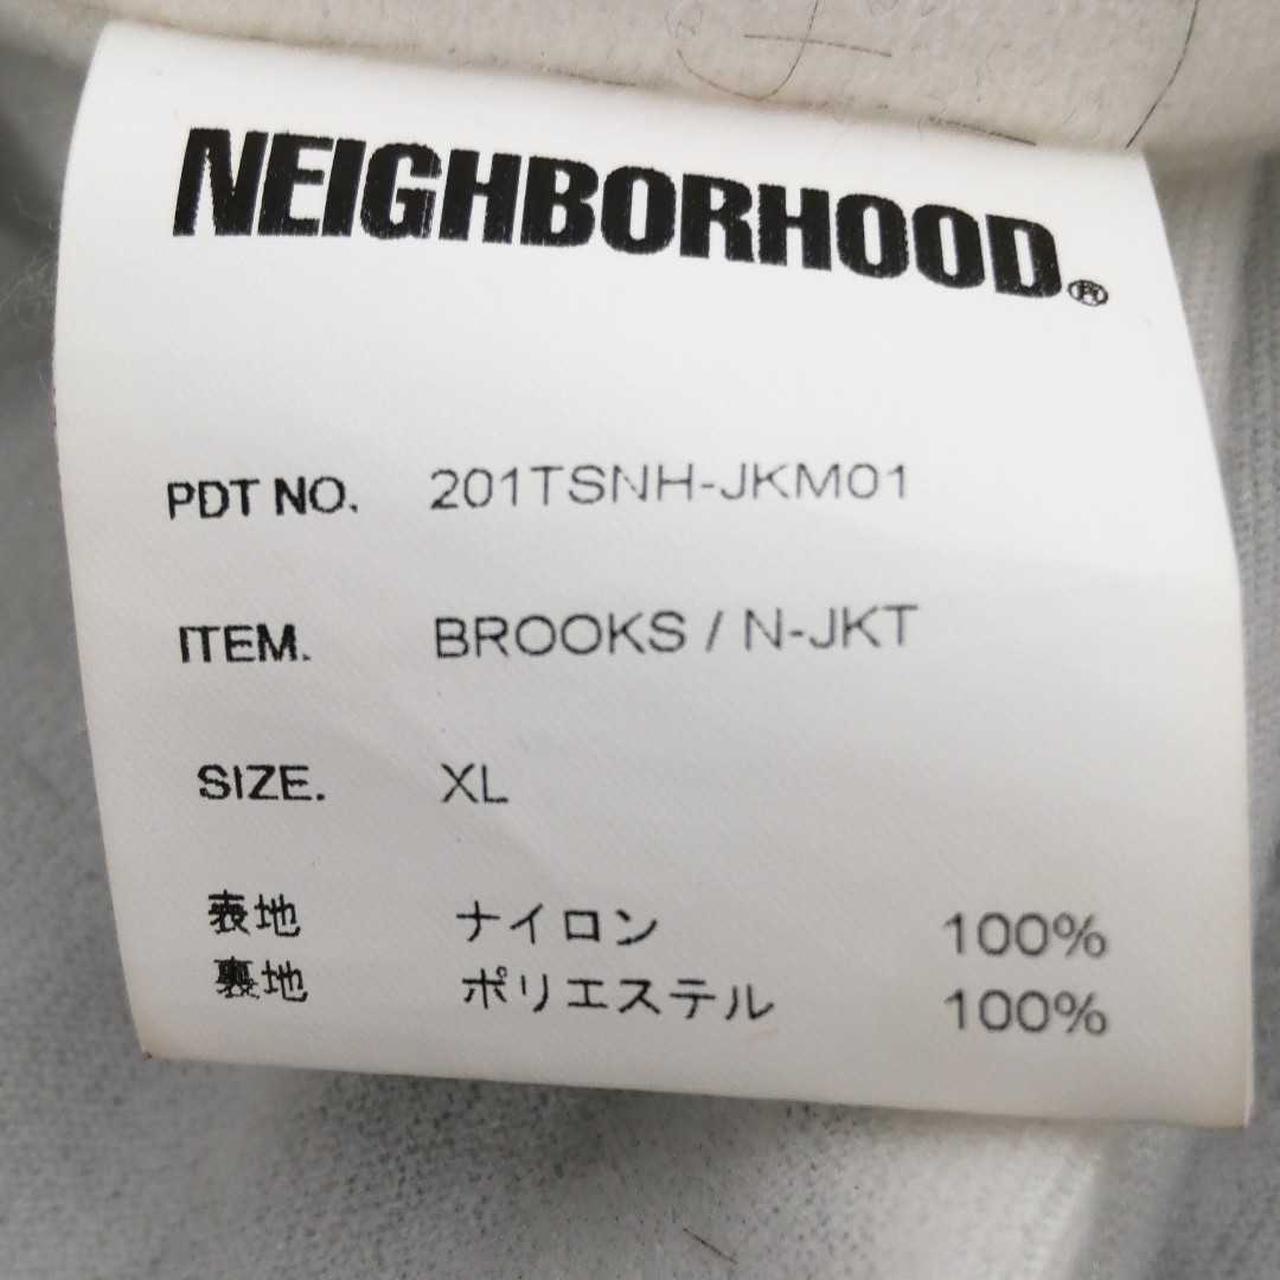 NEIGHBORHOOD®
PDT NO. 201TSNH-JKM01
ITEM. BROOKS / N-JKT
SIZE. XL
表地 ナイロン 100%
裏地 ポリエステル 100%